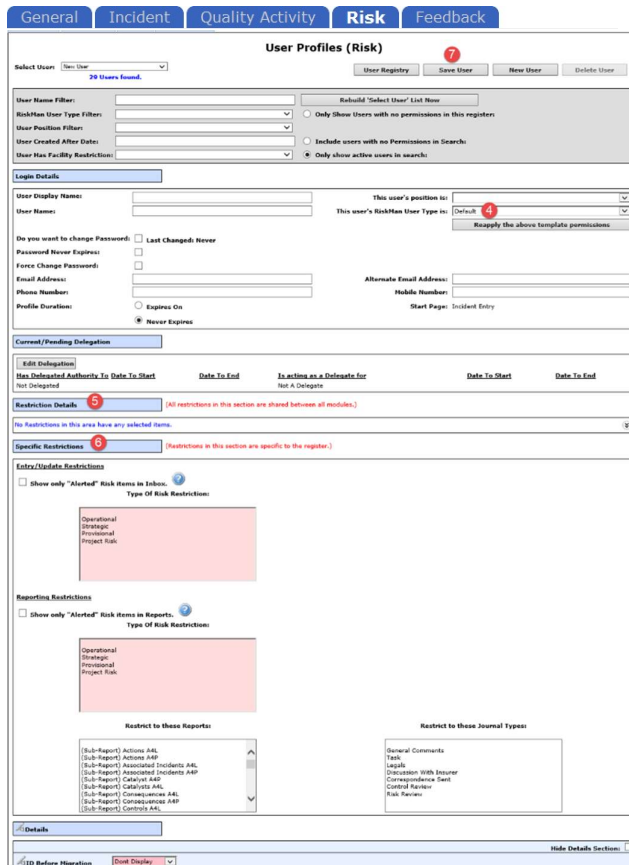 General Incident Quality Activity Risk Feedback
User Profiles (Risk)
7
Select User: New User
User Registry Save User New User Delete User
29 Users found.
User Name Filter: Rebuild 'Select User' List Now
RiskMan User Type Filter: Only Show Users with no permissions in this register:
User Position Filter:
User Created After Date: Include users with no Permissions in Search:
User Has Facility Restriction: Only show active users in search:
Login Details
User Display Name: This user's position is:
User Name: This user's RiskMan User Type is: Default 4
Reapply the above template permissions
Do you want to change Password: Last Changed: Never
Password Never Expires:
Force Change Password:
Email Address: Alternate Email Address:
Phone Number: Mobile Number:
Profile Duration: Expires On Start Page: Incident Entry
Never Expires
Current/Pending Delegation
Edit Delegation
Has Delegated Authority To Date To Start Date To End Is acting as a Delegate for Date To Start Date To End
Not Delegated Not A Delegate
Restriction Details 5 (All restrictions in this section are shared between all modules.)
No Restrictions in this area have any selected items.
Specific Restrictions 6 (Restrictions in this section are specific to the register.)
Entry/Update Restrictions
Show only "Alerted" Risk items in Inbox. ?
Type Of Risk Restriction:
Operational
Strategic
Provisional
Project Risk
Reporting Restrictions
Show only "Alerted" Risk items in Reports. ?
Type Of Risk Restriction:
Operational
Strategic
Provisional
Project Risk
Restrict to these Reports: Restrict to these Journal Types:
(Sub-Report) Actions A4L
(Sub-Report) Actions A4P
(Sub-Report) Associated Incidents A4L
(Sub-Report) Associated Incidents A4P
(Sub-Report) Catalyst A4P
(Sub-Report) Catalysts A4L
(Sub-Report) Consequences A4L
(Sub-Report) Consequences A4P
(Sub-Report) Controls A4L
General Comments
Task
Legals
Discussion With Insurer
Correspondence Sent
Control Review
Risk Review
Details
Hide Details Section:
ID Before Migration Dont Display